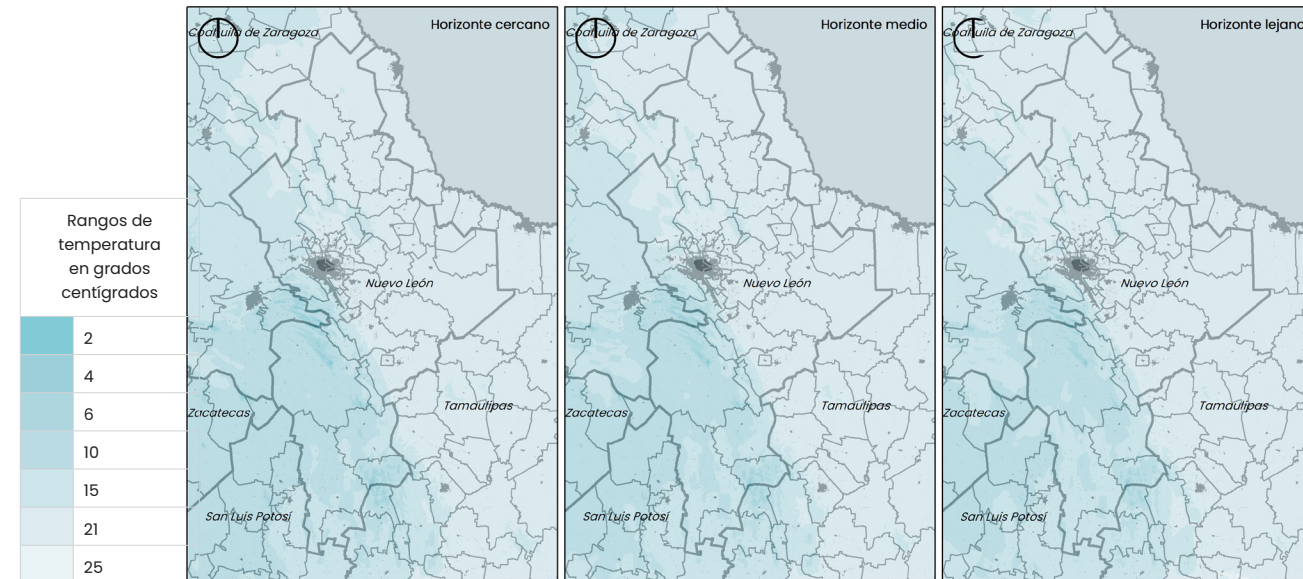 Horizonte cercano
Coahuila de Zaragoza
Nuevo León
Tamaulipas
Zacatecas
San Luis Potosí
Horizonte medio
Coahuila de Zaragoza
Nuevo León
Tamaulipas
Zacatecas
San Luis Potosí
Horizonte lejano
Coahuila de Zaragoza
Nuevo León
Tamaulipas
Zacatecas
San Luis Potosí
Rangos de
temperatura
en grados
centígrados
2
4
6
10
15
21
25